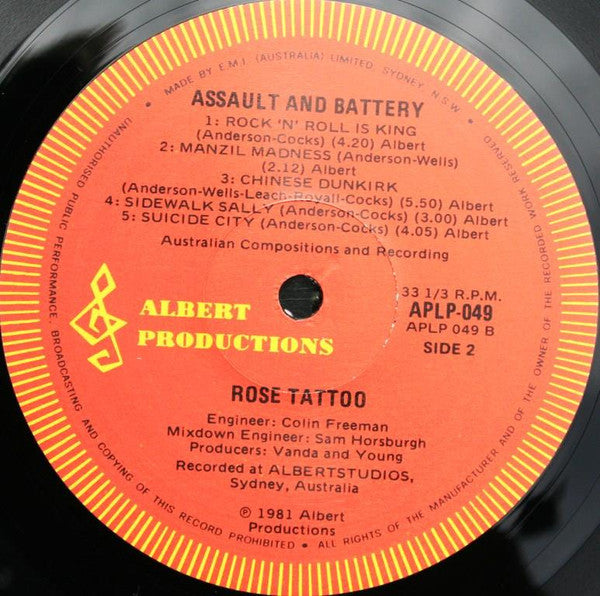 • MADE BY E.M.I. (AUSTRALIA) LIMITED, SYDNEY, N.S.W. •
ASSAULT AND BATTERY
1: ROCK 'N' ROLL IS KING
(Anderson-Cocks) (4.20) Albert
2: MANZIL MADNESS (Anderson-Wells)
(2.12) Albert
3: CHINESE DUNKIRK
(Anderson-Wells-Leach-Royall-Cocks) (5.50) Albert
4: SIDEWALK SALLY (Anderson-Cocks) (3.00) Albert
5: SUICIDE CITY (Anderson-Cocks) (4.05) Albert
Australian Compositions and Recording
33 1/3 R.P.M.
APLP-049
APLP 049 B
SIDE 2
ALBERT
PRODUCTIONS
ROSE TATTOO
Engineer: Colin Freeman
Mixdown Engineer: Sam Horsburgh
Producers: Vanda and Young
Recorded at ALBERTSTUDIOS,
Sydney, Australia
℗ 1981 Albert
Productions
UNAUTHORISED PUBLIC PERFORMANCE, BROADCASTING AND COPYING OF THIS RECORD PROHIBITED • ALL RIGHTS OF THE MANUFACTURER AND OF THE OWNER OF THE RECORDED WORK RESERVED